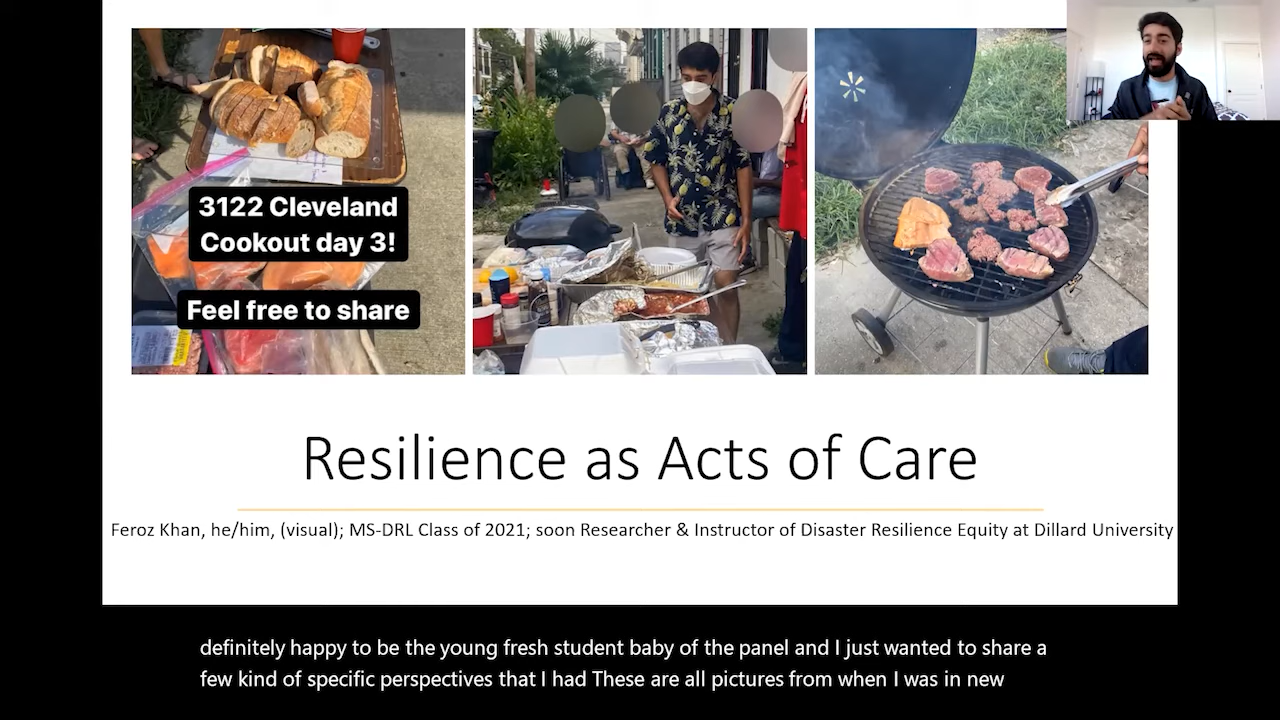 3122 Cleveland
Cookout day 3!
Feel free to share
Resilience as Acts of Care
Feroz Khan, he/him, (visual); MS-DRL Class of 2021; soon Researcher & Instructor of Disaster Resilience Equity at Dillard University
definitely happy to be the young fresh student baby of the panel and I just wanted to share a
few kind of specific perspectives that I had These are all pictures from when I was in new